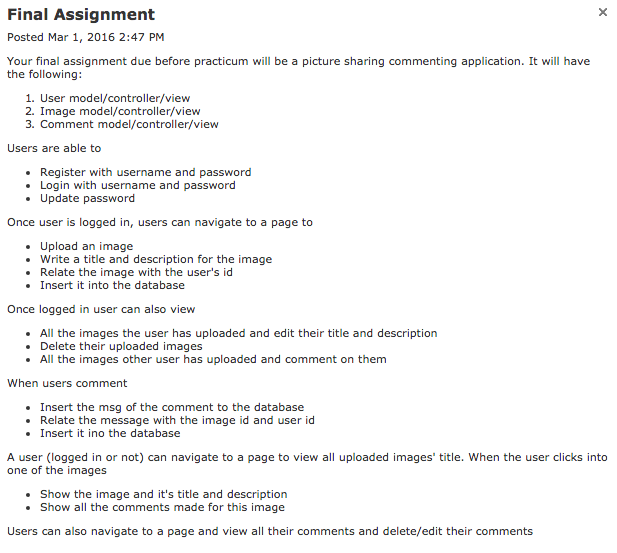 Final Assignment
Posted Mar 1, 2016 2:47 PM
Your final assignment due before practicum will be a picture sharing commenting application. It will have
the following:
1. User model/controller/view
2. Image model/controller/view
3. Comment model/controller/view
Users are able to
• Register with username and password
• Login with username and password
• Update password
Once user is logged in, users can navigate to a page to
• Upload an image
• Write a title and description for the image
• Relate the image with the user's id
• Insert it into the database
Once logged in user can also view
• All the images the user has uploaded and edit their title and description
• Delete their uploaded images
• All the images other user has uploaded and comment on them
When users comment
• Insert the msg of the comment to the database
• Relate the message with the image id and user id
• Insert it ino the database
A user (logged in or not) can navigate to a page to view all uploaded images' title. When the user clicks into
one of the images
• Show the image and it's title and description
• Show all the comments made for this image
Users can also navigate to a page and view all their comments and delete/edit their comments